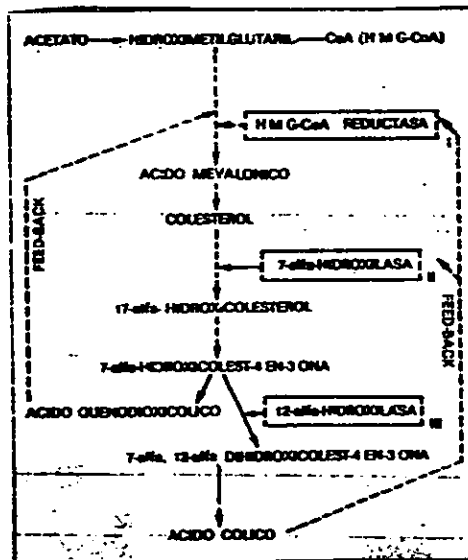 ACETATO HIDROXIMETILGLUTARIL CoA (H M G-CoA)
H M G-CoA REDUCTASA
I
ACIDO MEVALONICO
COLESTEROL
FEED-BACK
7-alfa-HIDROXILASA
II
17-alfa-HIDROXICOLESTEROL
FEED-BACK
7-alfa-HIDROXICOLEST-4 EN-3 ONA
ACIDO QUENODIOXICOLICO
12-alfa-HIDROXILASA
III
7-alfa, 12-alfa DIHIDROXICOLEST-4 EN-3 ONA
ACIDO COLICO